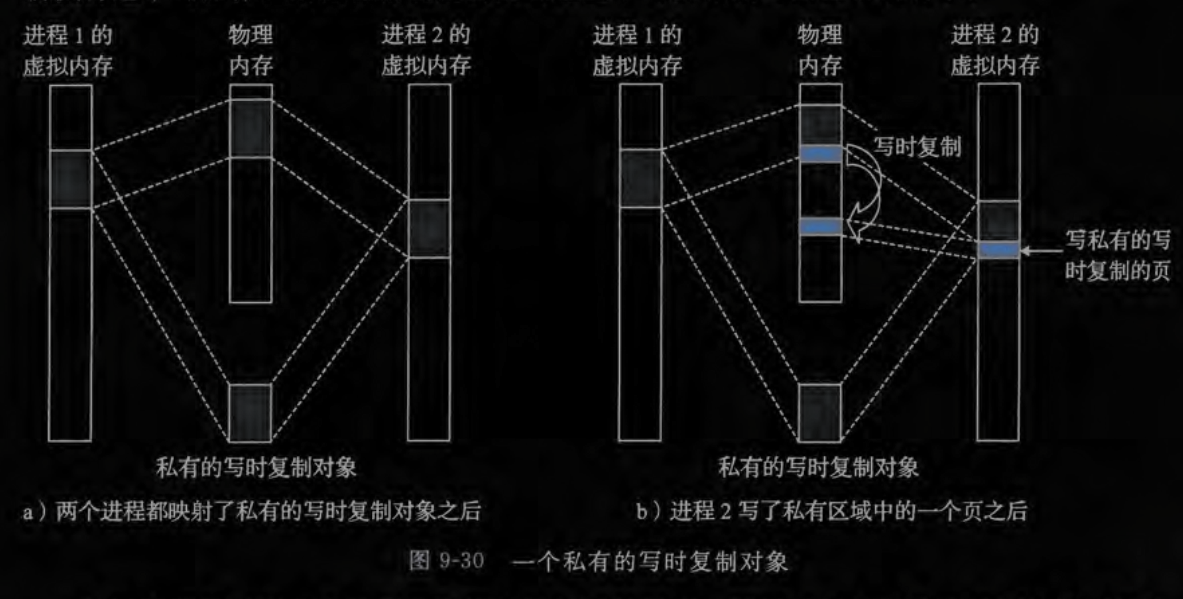 进程 1 的
虚拟内存
物理
内存
进程 2 的
虚拟内存
私有的写时复制对象
a）两个进程都映射了私有的写时复制对象之后
进程 1 的
虚拟内存
物理
内存
进程 2 的
虚拟内存
写时复制
写私有的写
时复制的页
私有的写时复制对象
b）进程 2 写了私有区域中的一个页之后
图 9-30 一个私有的写时复制对象